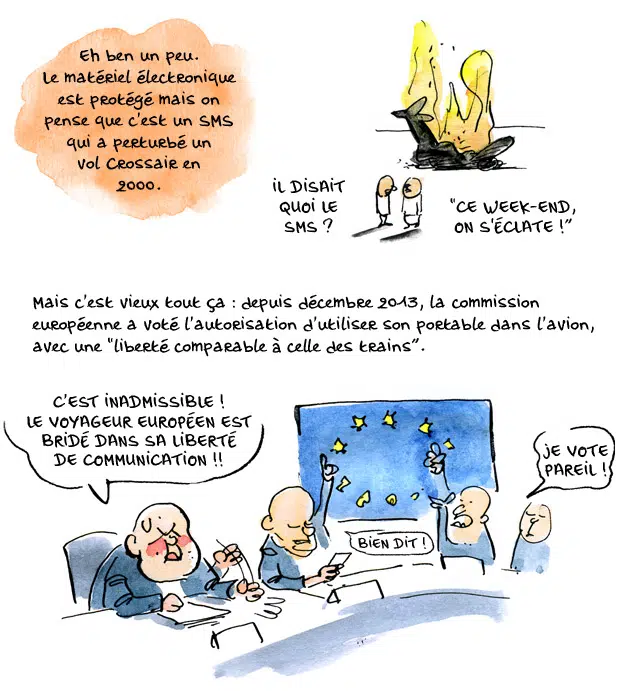 Eh ben un peu.
Le matériel électronique
est protégé mais on
pense que c'est un SMS
qui a perturbé un
vol Crossair en
2000.
IL DISAIT
QUOI LE
SMS ?
"CE WEEK-END,
ON S'ÉCLATE !"
Mais c'est vieux tout ça : depuis décembre 2013, la commission
européenne a voté l'autorisation d'utiliser son portable dans l'avion,
avec une "liberté comparable à celle des trains".
C'EST INADMISSIBLE !
LE VOYAGEUR EUROPÉEN EST
BRIDÉ DANS SA LIBERTÉ
DE COMMUNICATION !!
BIEN DIT !
JE VOTE
PAREIL !